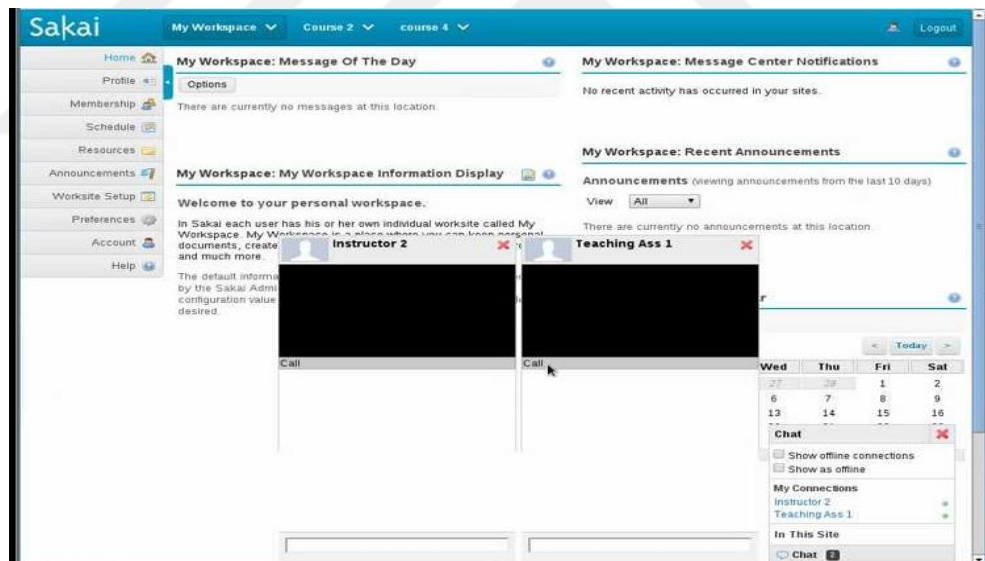 Sakai
My Workspace
Course 2
course 4
Logout
Home
Profile
Membership
Schedule
Resources
Announcements
Worksite Setup
Preferences
Account
Help
My Workspace: Message Of The Day
Options
There are currently no messages at this location.
My Workspace: My Workspace Information Display
Welcome to your personal workspace.
In Sakai each user has his or her own individual worksite called My
Workspace. My Workspace is a place where you can keep personal
documents, create
and much more.
The default informa
by the Sakai Admi
configuration value
desired.
My Workspace: Message Center Notifications
No recent activity has occurred in your sites.
My Workspace: Recent Announcements
Announcements (viewing announcements from the last 10 days)
View All
There are currently no announcements at this location.
Instructor 2
Call
Teaching Ass 1
Call
r
< Today >
Wed Thu Fri Sat
27 28 1 2
6 7 8 9
13 14 15 16
Chat
Show offline connections
Show as offline
My Connections
Instructor 2
Teaching Ass 1
In This Site
Chat 2